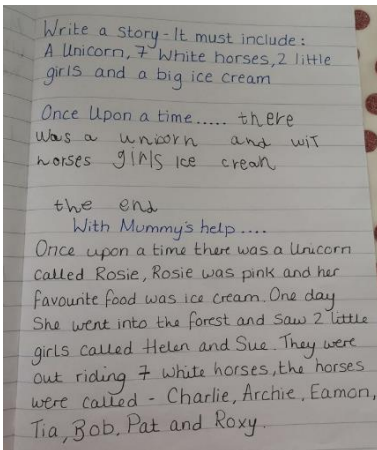 Write a story - It must include:
A Unicorn, 7 white horses, 2 little
girls and a big ice cream
Once Upon a time..... there
was a unicorn and wit
horses girls ice crean
the end
With Mummy's help....
Once upon a time there was a Unicorn
called Rosie, Rosie was pink and her
favourite food was ice cream. One day
She went into the forest and saw 2 little
girls called Helen and Sue. They were
out riding 7 white horses, the horses
were called - Charlie, Archie, Eamon,
Tia, Bob, Pat and Roxy.